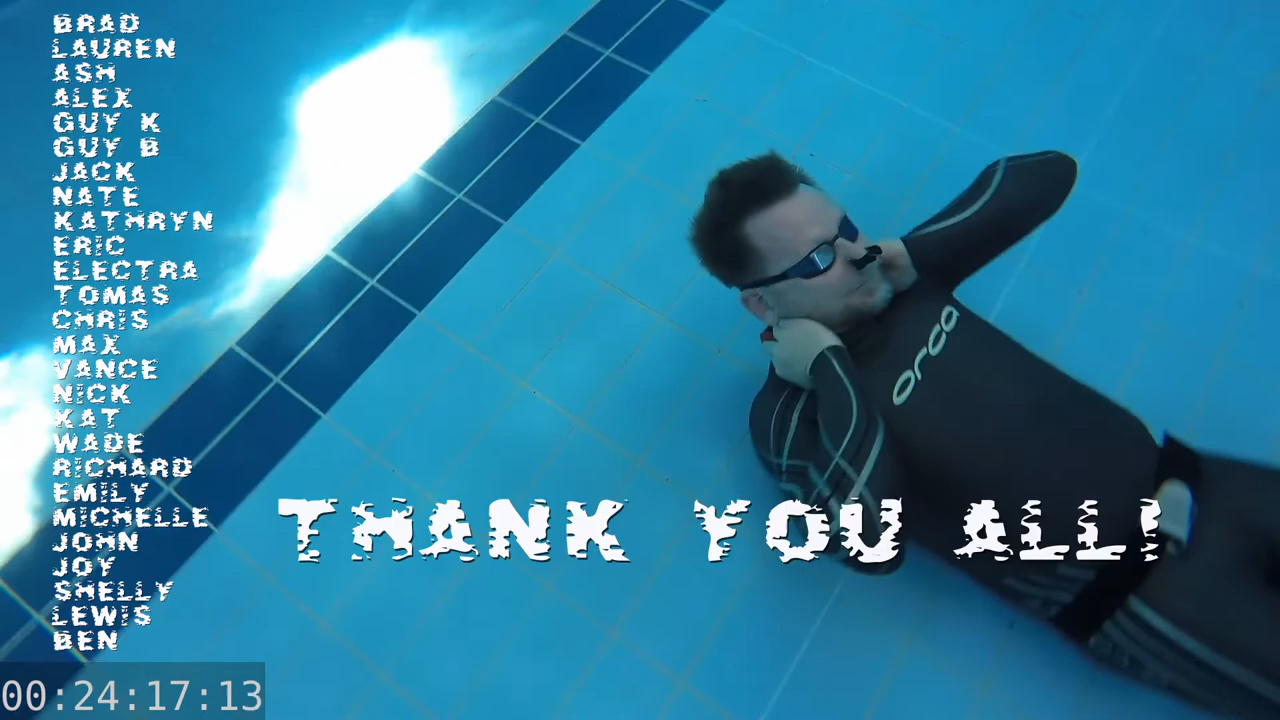 BRAD
LAUREN
ASH
ALEX
GUY K
GUY B
JACK
NATE
KATHRYN
ERIC
ELECTRA
TOMAS
CHRIS
MAX
VANCE
NICK
KAT
WADE
RICHARD
EMILY
MICHELLE
JOHN
JOY
SHELLY
LEWIS
BEN
THANK YOU ALL!
orca
00:24:17:13